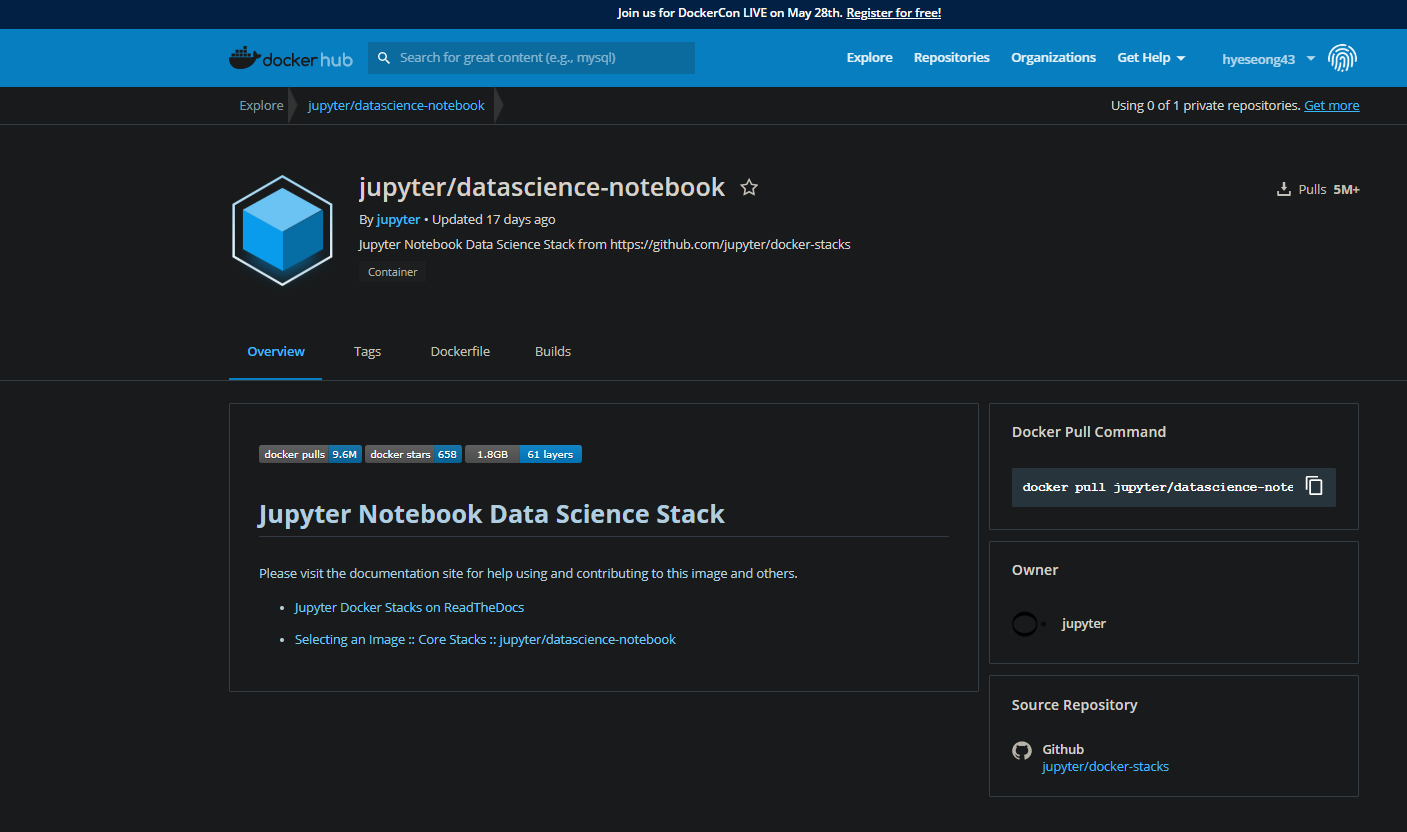 Join us for DockerCon LIVE on May 28th. Register for free!
docker hub
Search for great content (e.g., mysql)
Explore
Repositories
Organizations
Get Help
hyeseong43
Explore
jupyter/datascience-notebook
Using 0 of 1 private repositories. Get more
jupyter/datascience-notebook
Pulls 5M+
By jupyter • Updated 17 days ago
Jupyter Notebook Data Science Stack from https://github.com/jupyter/docker-stacks
Container
Overview
Tags
Dockerfile
Builds
docker pulls 9.6M
docker stars 658
1.8GB 61 layers
Jupyter Notebook Data Science Stack
Please visit the documentation site for help using and contributing to this image and others.
• Jupyter Docker Stacks on ReadTheDocs
• Selecting an Image :: Core Stacks :: jupyter/datascience-notebook
Docker Pull Command
docker pull jupyter/datascience-note
Owner
jupyter
Source Repository
Github
jupyter/docker-stacks